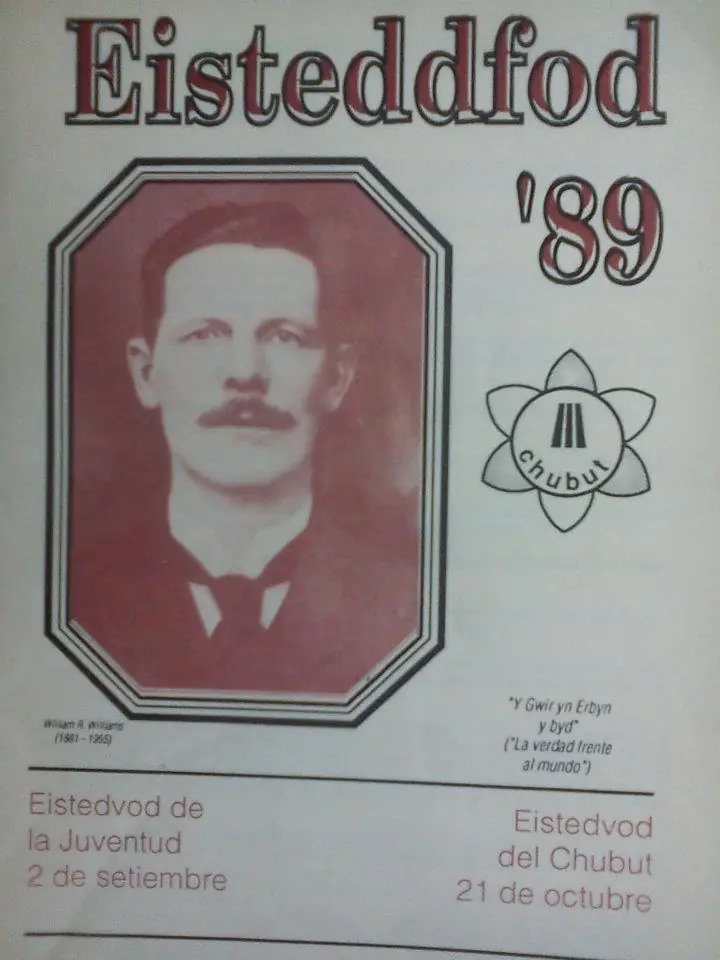 Eisteddfod
'89
chubut
William R. Williams
(1881 - 1955)
"Y Gwir yn Erbyn
y byd"
("La verdad frente
al mundo")
Eistedvod de
la Juventud
2 de setiembre
Eistedvod
del Chubut
21 de octubre